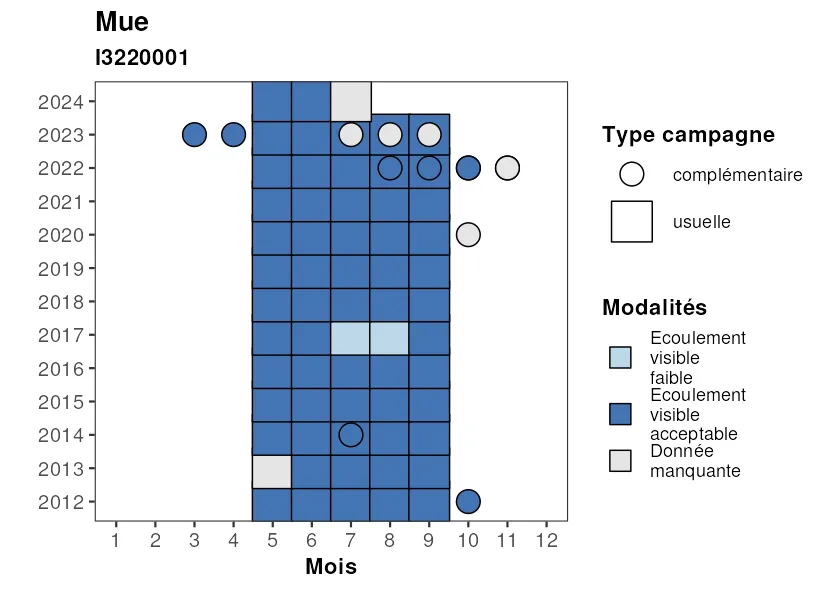 Mue
I3220001
2024
2023
2022
2021
2020
2019
2018
2017
2016
2015
2014
2013
2012
1 2 3 4 5 6 7 8 9 10 11 12
Mois
Type campagne
complémentaire
usuelle
Modalités
Ecoulement
visible
faible
Ecoulement
visible
acceptable
Donnée
manquante